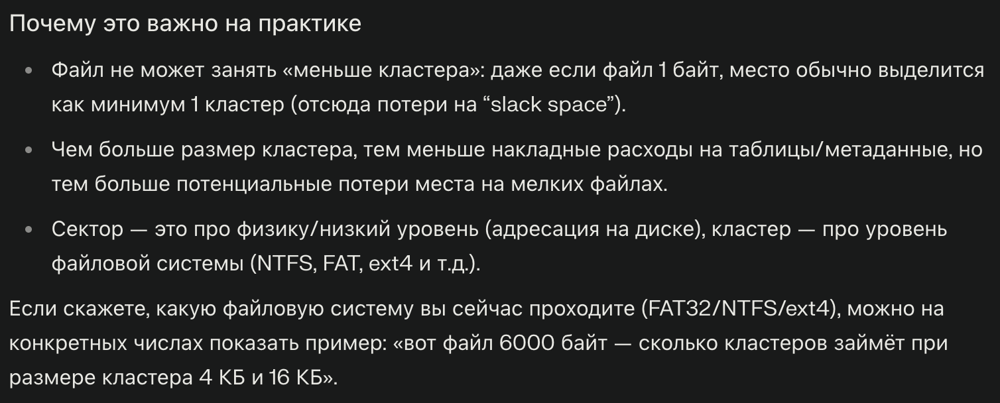 Почему это важно на практике
• Файл не может занять «меньше кластера»: даже если файл 1 байт, место обычно выделится
как минимум 1 кластер (отсюда потери на “slack space”).
• Чем больше размер кластера, тем меньше накладные расходы на таблицы/метаданные, но
тем больше потенциальные потери места на мелких файлах.
• Сектор — это про физику/низкий уровень (адресация на диске), кластер — про уровень
файловой системы (NTFS, FAT, ext4 и т.д.).
Если скажете, какую файловую систему вы сейчас проходите (FAT32/NTFS/ext4), можно на
конкретных числах показать пример: «вот файл 6000 байт — сколько кластеров займёт при
размере кластера 4 КБ и 16 КБ».